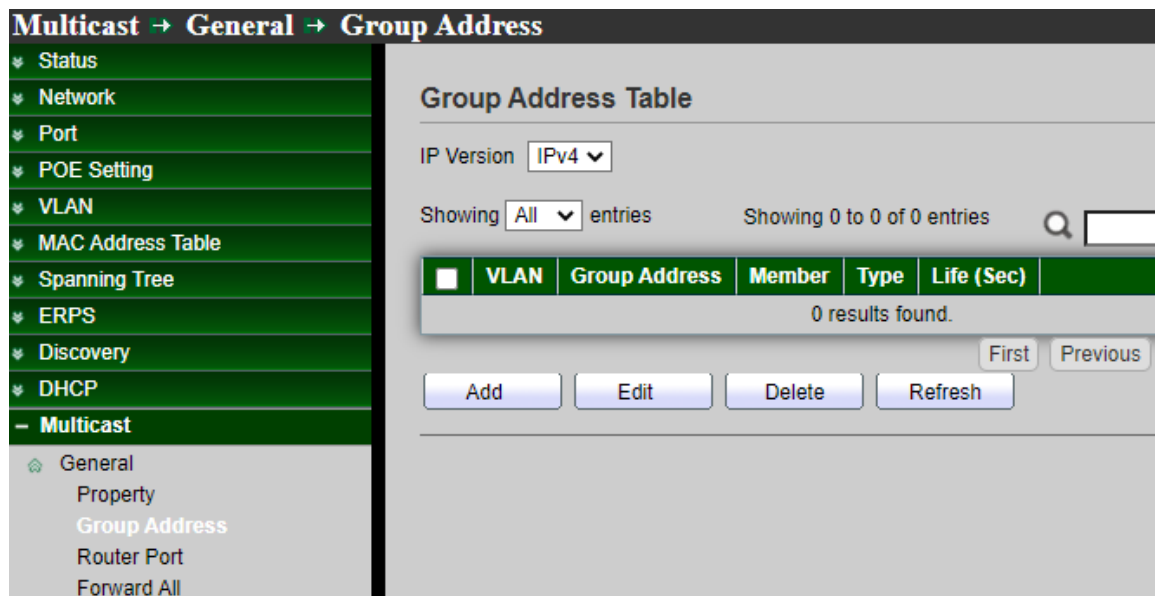 Multicast → General → Group Address
Status
Network
Port
POE Setting
VLAN
MAC Address Table
Spanning Tree
ERPS
Discovery
DHCP
Multicast
General
Property
Group Address
Router Port
Forward All
Group Address Table
IP Version IPv4
Showing All entries Showing 0 to 0 of 0 entries
VLAN Group Address Member Type Life (Sec)
0 results found.
First Previous
Add Edit Delete Refresh